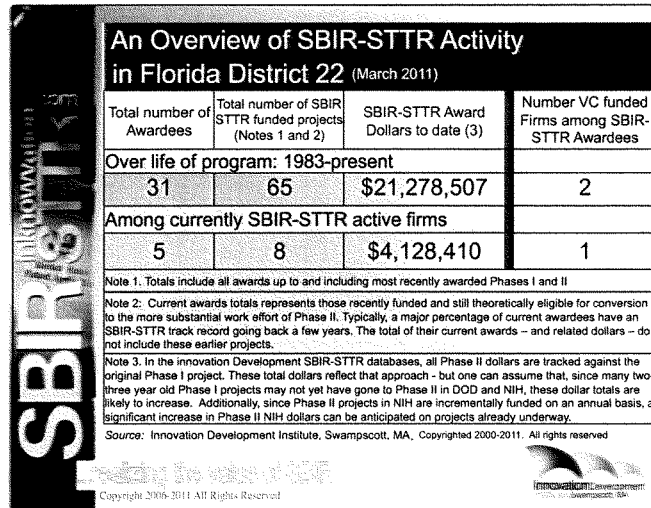 An Overview of SBIR-STTR Activity
in Florida District 22 (March 2011)
Total number of
Awardees
Total number of SBIR
STTR funded projects
(Notes 1 and 2)
SBIR-STTR Award
Dollars to date (3)
Number VC funded
Firms among SBIR-
STTR Awardees
Over life of program: 1983-present
31 65 $21,278,507 2
Among currently SBIR-STTR active firms
5 8 $4,128,410 1
Note 1. Totals include all awards up to and including most recently awarded Phases I and II
Note 2: Current awards totals represents those recently funded and still theoretically eligible for conversion
to the more substantial work effort of Phase II. Typically, a major percentage of current awardees have an
SBIR-STTR track record going back a few years. The total of their current awards – and related dollars – do
not include these earlier projects.
Note 3. In the innovation Development SBIR-STTR databases, all Phase II dollars are tracked against the
original Phase I project. These total dollars reflect that approach - but one can assume that, since many two-
three year old Phase I projects may not yet have gone to Phase II in DOD and NIH, these dollar totals are
likely to increase. Additionally, since Phase II projects in NIH are incrementally funded on an annual basis, a
significant increase in Phase II NIH dollars can be anticipated on projects already underway.
Source: Innovation Development Institute, Swampscott, MA. Copyrighted 2000-2011. All rights reserved
SBIR&STTR
Inknowvation
the value of
Copyright 2006-2011 All Rights Reserved
Innovation Development
Swampscott, MA